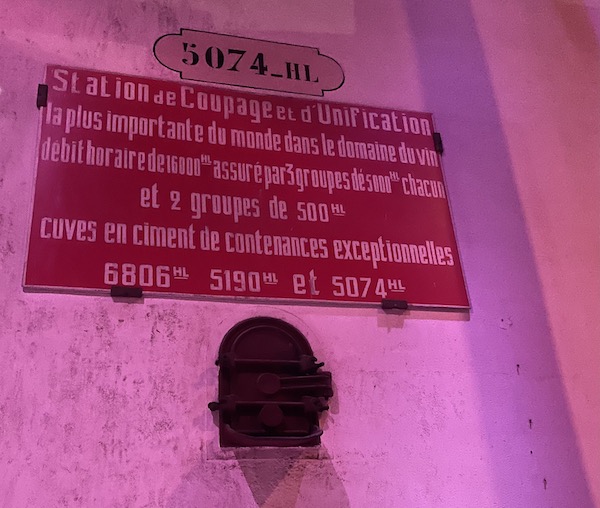 5074_HL
Station de Coupage et d'Unification
la plus importante du monde dans le domaine du vin
débit horaire de 16000 HL assuré par 3 groupes dé 5000 HL chacun
et 2 groupes de 500 HL
cuves en ciment de contenances exceptionnelles
6806 HL 5190 HL et 5074 HL